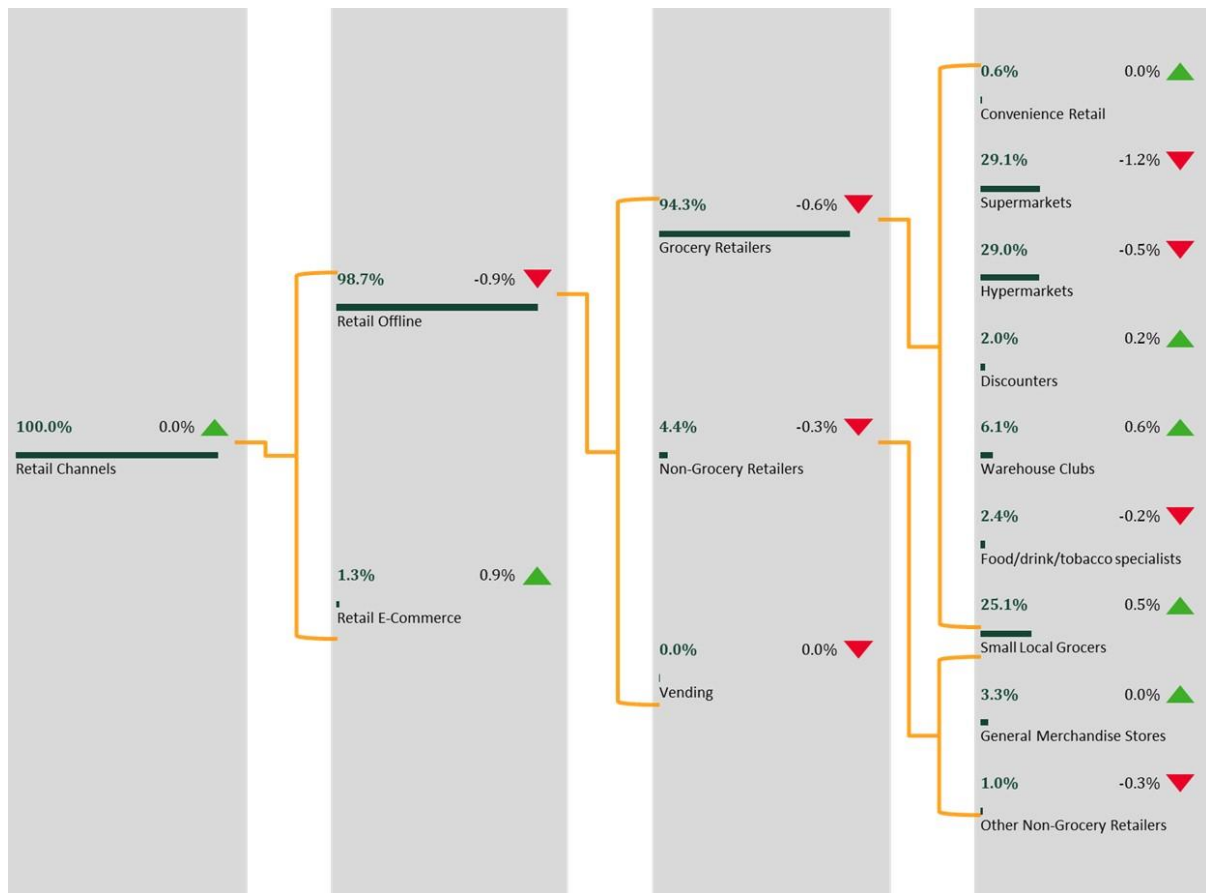 100.0% 0.0%
Retail Channels
98.7% -0.9%
Retail Offline
1.3% 0.9%
Retail E-Commerce
94.3% -0.6%
Grocery Retailers
4.4% -0.3%
Non-Grocery Retailers
0.0% 0.0%
Vending
0.6% 0.0%
Convenience Retail
29.1% -1.2%
Supermarkets
29.0% -0.5%
Hypermarkets
2.0% 0.2%
Discounters
6.1% 0.6%
Warehouse Clubs
2.4% -0.2%
Food/drink/tobacco specialists
25.1% 0.5%
Small Local Grocers
3.3% 0.0%
General Merchandise Stores
1.0% -0.3%
Other Non-Grocery Retailers